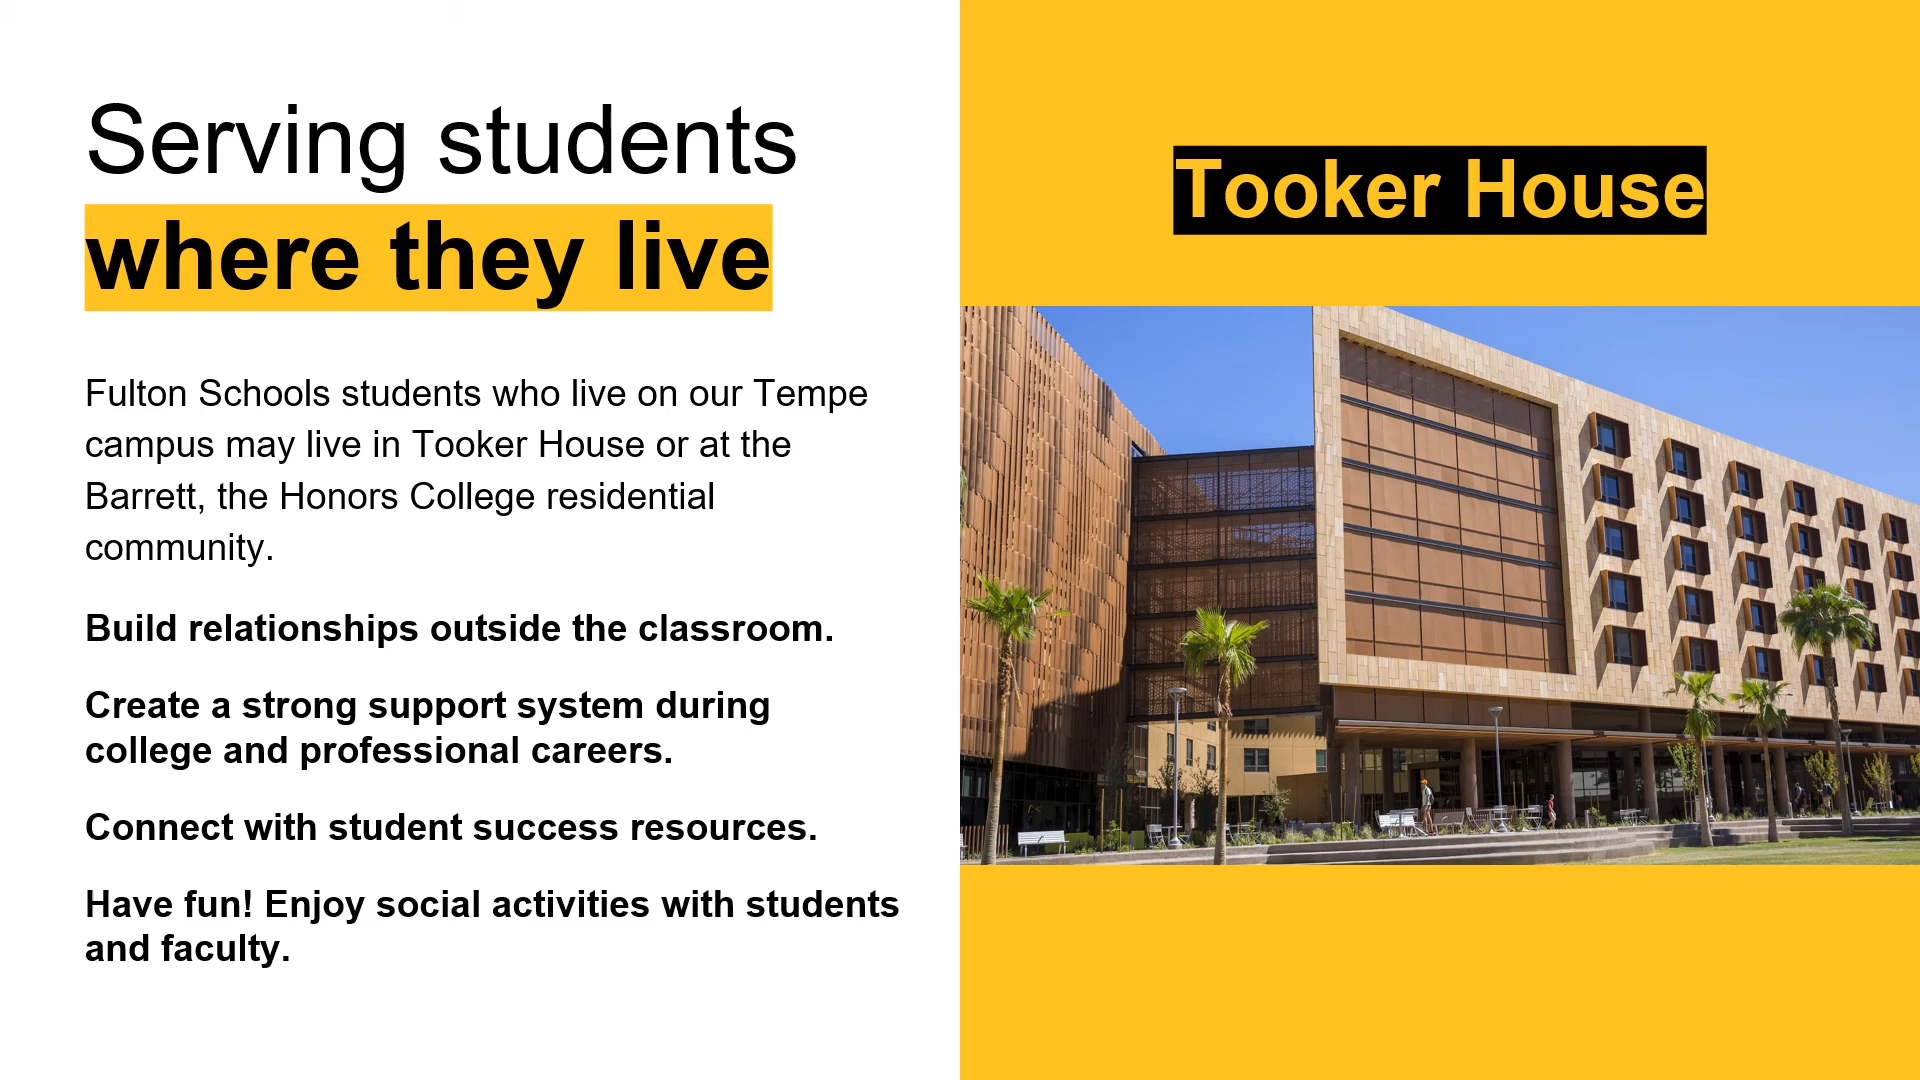 Serving students
where they live
Fulton Schools students who live on our Tempe
campus may live in Tooker House or at the
Barrett, the Honors College residential
community.
Build relationships outside the classroom.
Create a strong support system during
college and professional careers.
Connect with student success resources.
Have fun! Enjoy social activities with students
and faculty.
Tooker House